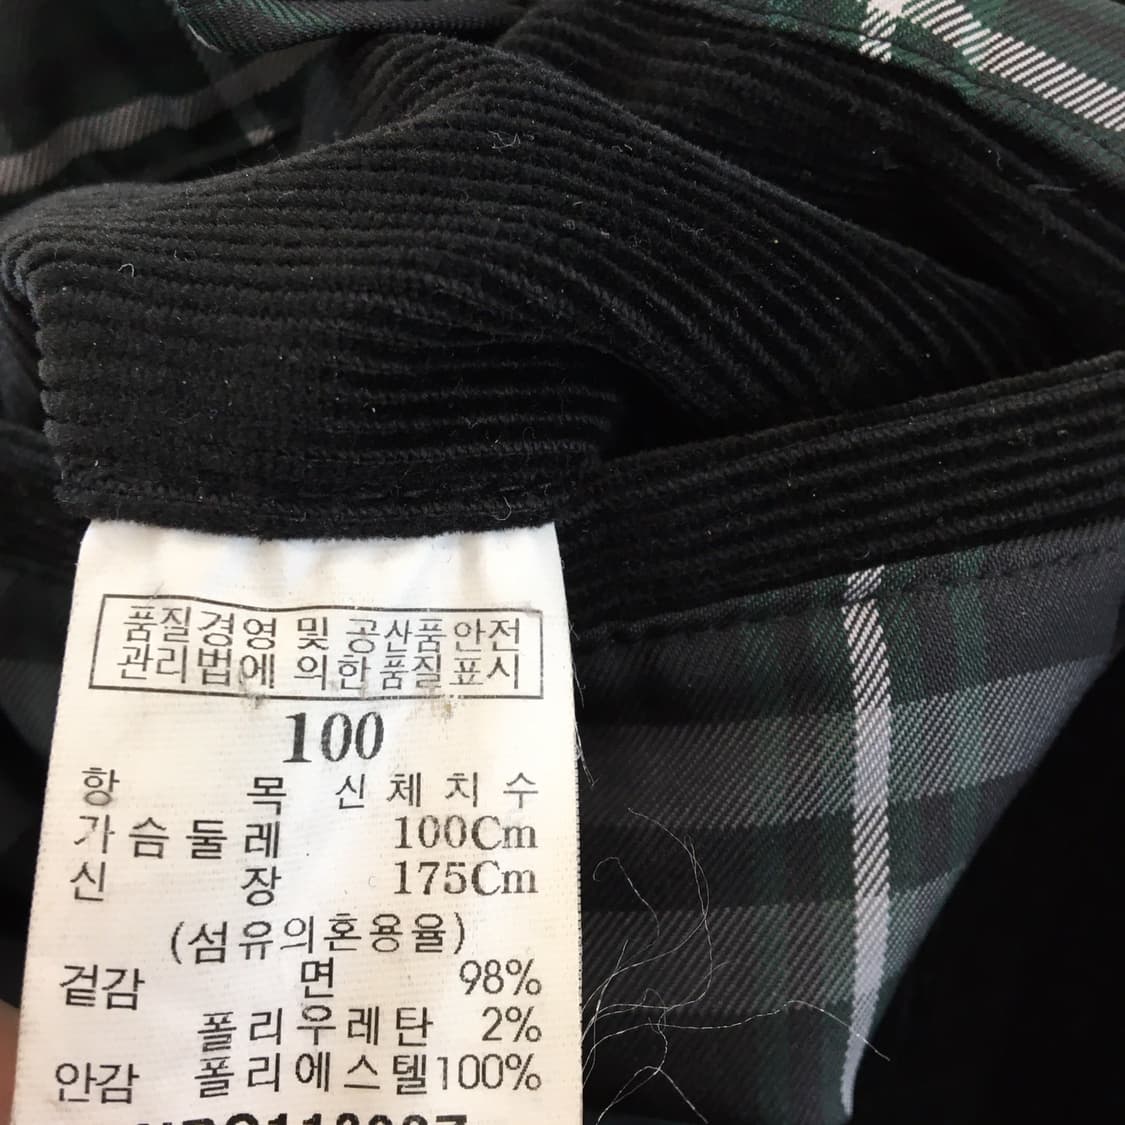 품질경영 및 공산품안전
관리법에 의한 품질표시
100
항 목 신체치수
가슴둘레 100Cm
신 장 175Cm
(섬유의혼용율)
겉감 면 98%
폴리우레탄 2%
안감 폴리에스텔 100%